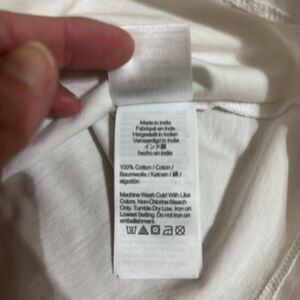 Made in India
Fabriqué en Inde
Hergestellt in Indien
Vervaardigd in India
インド製
hecho en India
100% Cotton / Coton /
Baumwolle / Katoen / 綿 /
algodón
Machine Wash Cold With Like
Colors. Non-Chlorine Bleach
Only. Tumble Dry Low. Iron on
Lowest Setting. Do not Iron on
embellishment.